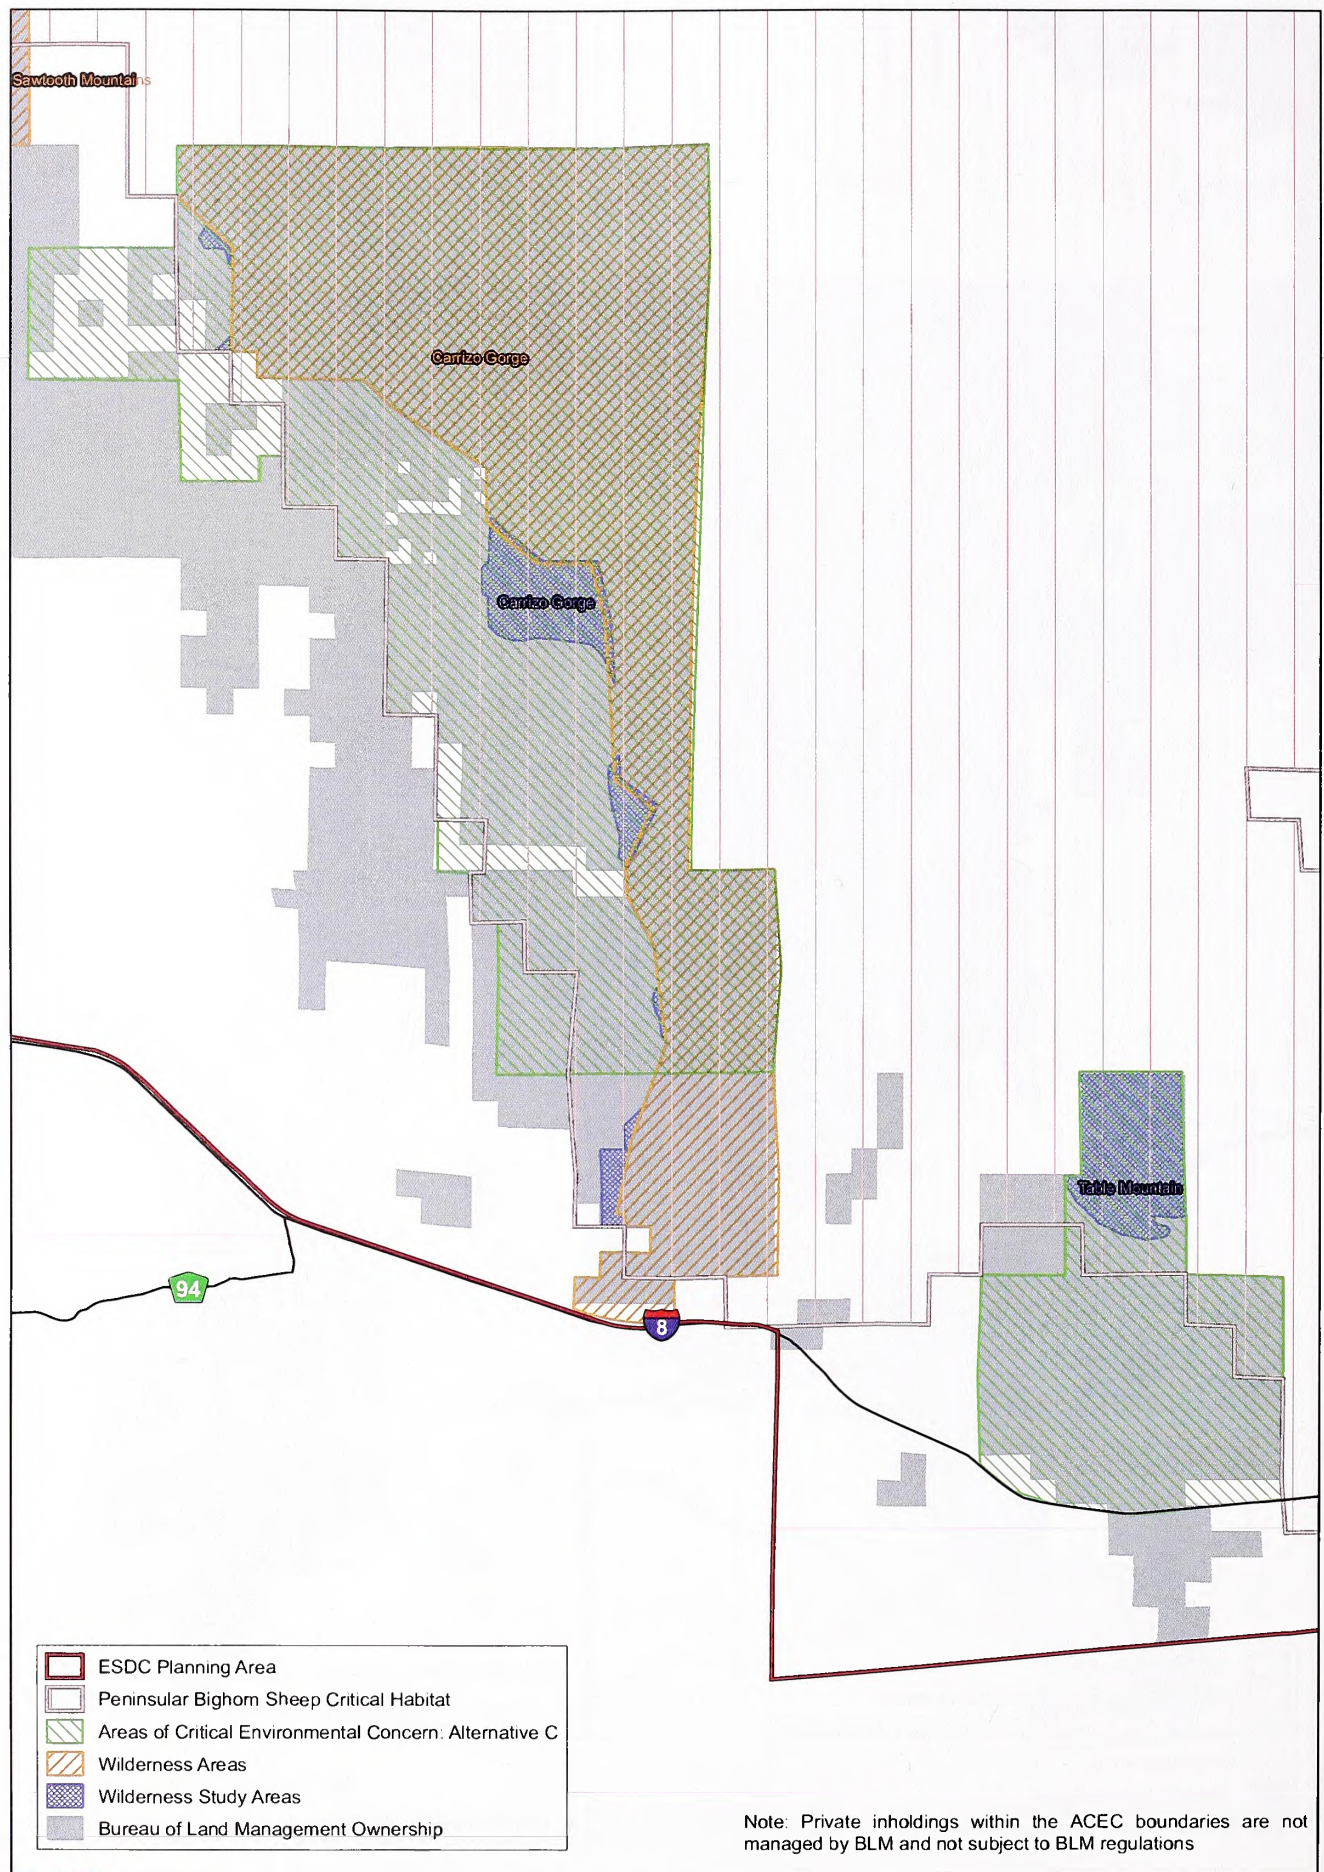 Sawtooth Mountains
Carrizo Gorge
Carrizo Gorge
Table Mountain
94
8
ESDC Planning Area
Peninsular Bighorn Sheep Critical Habitat
Areas of Critical Environmental Concern: Alternative C
Wilderness Areas
Wilderness Study Areas
Bureau of Land Management Ownership
Note: Private inholdings within the ACEC boundaries are not
managed by BLM and not subject to BLM regulations